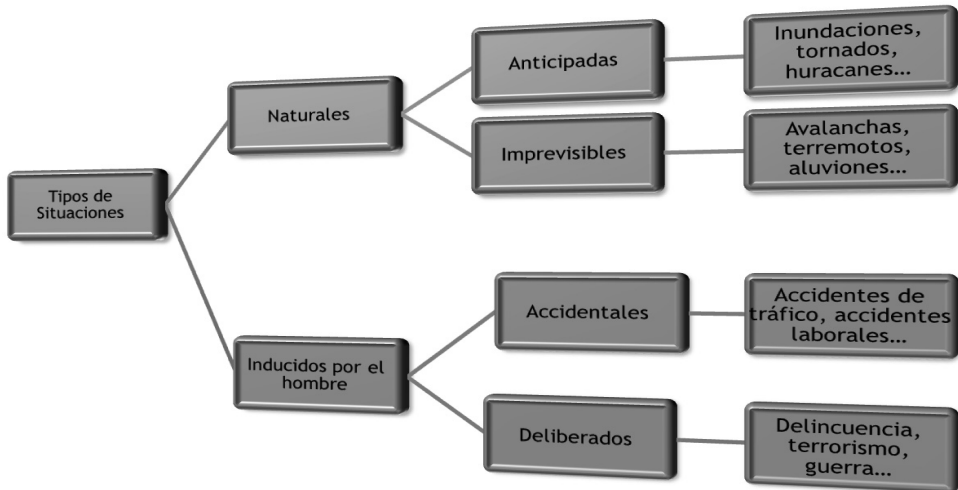 Tipos de
Situaciones
Naturales
Anticipadas
Inundaciones,
tornados,
huracanes...
Imprevisibles
Avalanchas,
terremotos,
aluviones...
Inducidos por el
hombre
Accidentales
Accidentes de
tráfico, accidentes
laborales...
Deliberados
Delincuencia,
terrorismo,
guerra...